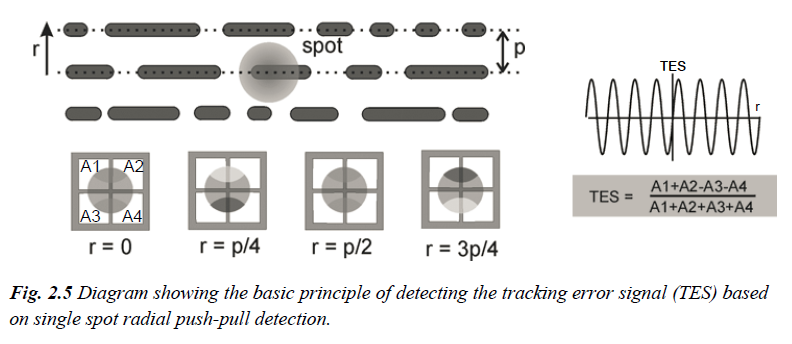 r
spot
p
TES
r
A1 A2
A3 A4
r = 0
r = p/4
r = p/2
r = 3p/4
TES = A1+A2-A3-A4
A1+A2+A3+A4
Fig. 2.5 Diagram showing the basic principle of detecting the tracking error signal (TES) based
on single spot radial push-pull detection.